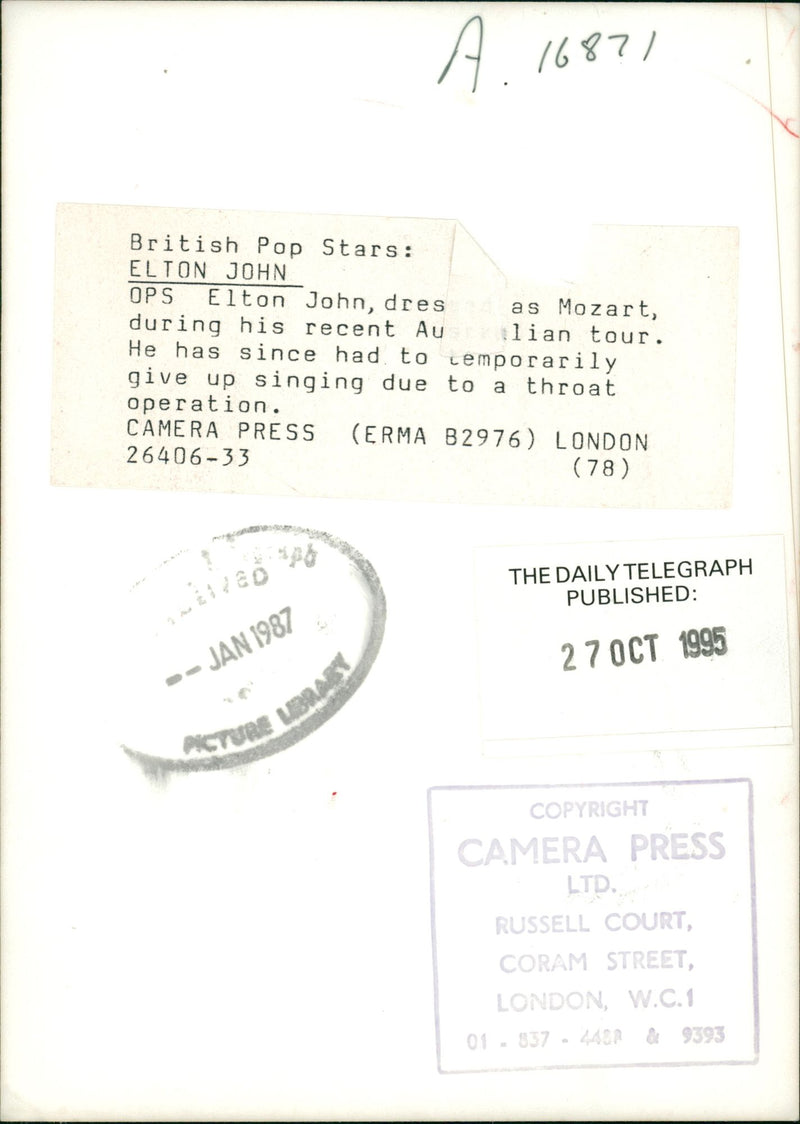 A. 16871
British Pop Stars:
ELTON JOHN
OPS Elton John, dres as Mozart,
during his recent Au lian tour.
He has since had to temporarily
give up singing due to a throat
operation.
CAMERA PRESS (ERMA B2976) LONDON
26406-33 (78)
-- JAN 1987
PICTURE LIBRARY
THE DAILY TELEGRAPH
PUBLISHED:
27 OCT 1995
COPYRIGHT
CAMERA PRESS
LTD.
RUSSELL COURT,
CORAM STREET,
LONDON, W.C.1
01 - 837 - & 9393